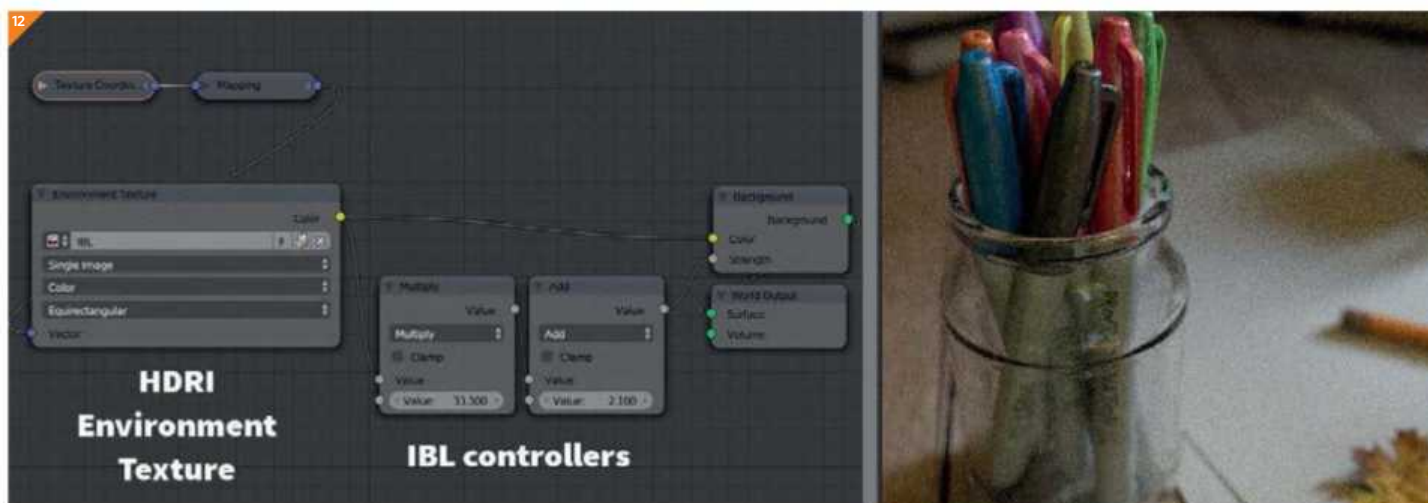 12
Texture Coordin...
Mapping
Environment Texture
Color
IBL
F
Single Image
Color
Equirectangular
Vector
HDRI
Environment
Texture
Multiply
Value
Multiply
Clamp
Value
Value: 33.300
Add
Value
Add
Clamp
Value:
Value: 2.100
IBL controllers
Background
Background
Color
Strength
World Output
Surface
Volume